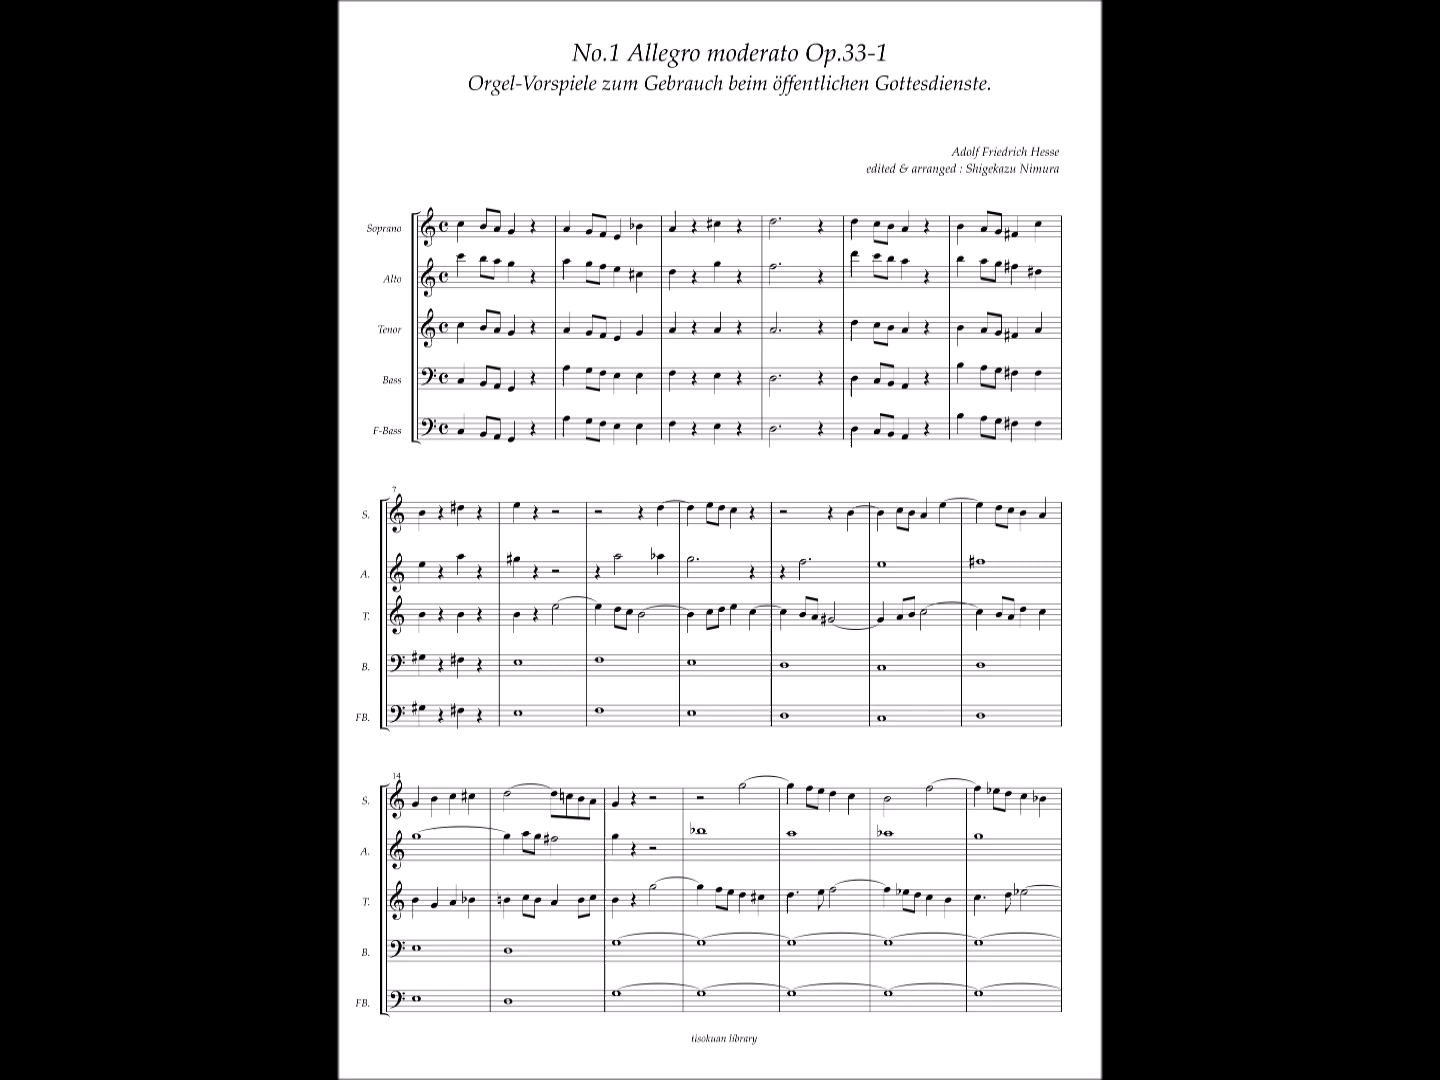 No.1 Allegro moderato Op.33-1
Orgel-Vorspiele zum Gebrauch beim öffentlichen Gottesdienste.
Adolf Friedrich Hesse
edited & arranged : Shigekazu Nimura
Soprano
Alto
Tenor
Bass
F-Bass
7
S.
A.
T.
B.
FB.
14
S.
A.
T.
B.
FB.
tisokuan library